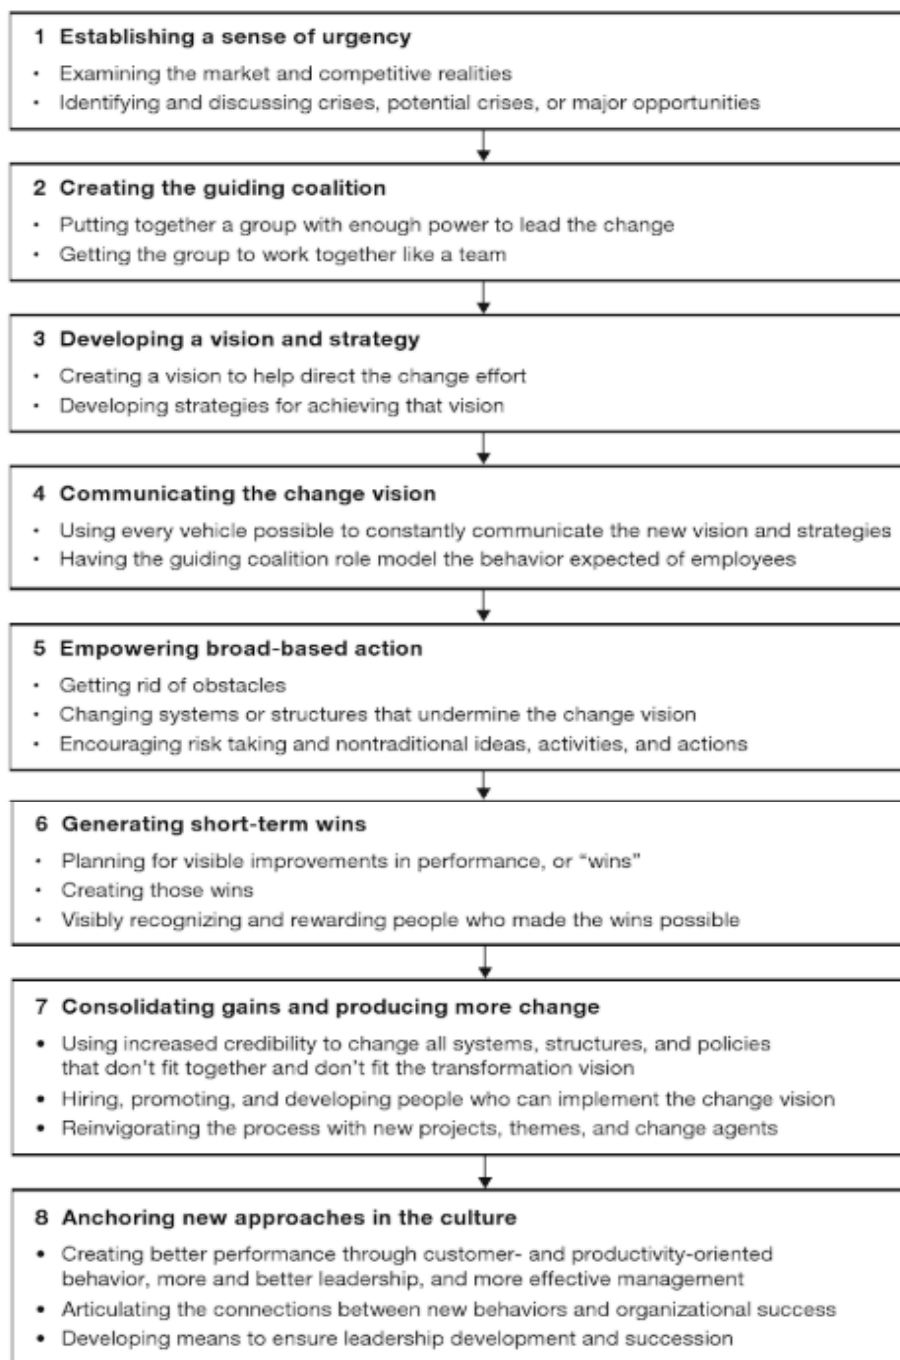 1 Establishing a sense of urgency
• Examining the market and competitive realities
• Identifying and discussing crises, potential crises, or major opportunities
2 Creating the guiding coalition
• Putting together a group with enough power to lead the change
• Getting the group to work together like a team
3 Developing a vision and strategy
• Creating a vision to help direct the change effort
• Developing strategies for achieving that vision
4 Communicating the change vision
• Using every vehicle possible to constantly communicate the new vision and strategies
• Having the guiding coalition role model the behavior expected of employees
5 Empowering broad-based action
• Getting rid of obstacles
• Changing systems or structures that undermine the change vision
• Encouraging risk taking and nontraditional ideas, activities, and actions
6 Generating short-term wins
• Planning for visible improvements in performance, or “wins”
• Creating those wins
• Visibly recognizing and rewarding people who made the wins possible
7 Consolidating gains and producing more change
• Using increased credibility to change all systems, structures, and policies
that don't fit together and don't fit the transformation vision
• Hiring, promoting, and developing people who can implement the change vision
• Reinvigorating the process with new projects, themes, and change agents
8 Anchoring new approaches in the culture
• Creating better performance through customer- and productivity-oriented
behavior, more and better leadership, and more effective management
• Articulating the connections between new behaviors and organizational success
• Developing means to ensure leadership development and succession